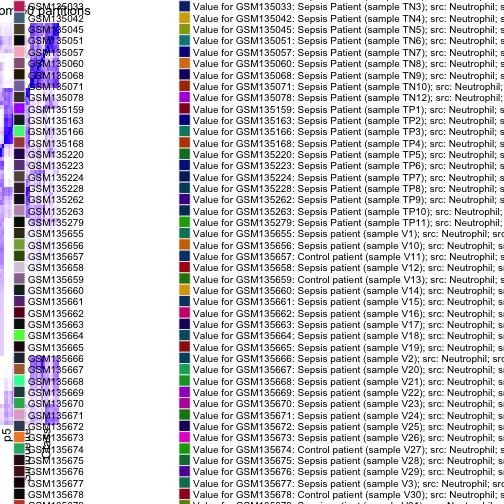 GSM135033 Value for GSM135033: Sepsis Patient (sample TN3); src: Neutrophil; s
GSM135042 Value for GSM135042: Sepsis Patient (sample TN4); src: Neutrophil; s
GSM135045 Value for GSM135045: Sepsis Patient (sample TN5); src: Neutrophil; s
GSM135051 Value for GSM135051: Sepsis Patient (sample TN6); src: Neutrophil; s
GSM135057 Value for GSM135057: Sepsis Patient (sample TN7); src: Neutrophil; s
GSM135060 Value for GSM135060: Sepsis Patient (sample TN8); src: Neutrophil; s
GSM135068 Value for GSM135068: Sepsis Patient (sample TN9); src: Neutrophil; s
GSM135071 Value for GSM135071: Sepsis Patient (sample TN10); src: Neutrophil;
GSM135078 Value for GSM135078: Sepsis Patient (sample TN12); src: Neutrophil;
GSM135159 Value for GSM135159: Sepsis Patient (sample TP1); src: Neutrophil; s
GSM135163 Value for GSM135163: Sepsis Patient (sample TP2); src: Neutrophil; s
GSM135166 Value for GSM135166: Sepsis Patient (sample TP3); src: Neutrophil; s
GSM135168 Value for GSM135168: Sepsis Patient (sample TP4); src: Neutrophil; s
GSM135220 Value for GSM135220: Sepsis Patient (sample TP5); src: Neutrophil; s
GSM135223 Value for GSM135223: Sepsis Patient (sample TP6); src: Neutrophil; s
GSM135224 Value for GSM135224: Sepsis Patient (sample TP7); src: Neutrophil; s
GSM135228 Value for GSM135228: Sepsis Patient (sample TP8); src: Neutrophil; s
GSM135262 Value for GSM135262: Sepsis Patient (sample TP9); src: Neutrophil; s
GSM135263 Value for GSM135263: Sepsis Patient (sample TP10); src: Neutrophil;
GSM135279 Value for GSM135279: Sepsis Patient (sample TP11); src: Neutrophil;
GSM135655 Value for GSM135655: Sepsis patient (sample V1); src: Neutrophil; src
GSM135656 Value for GSM135656: Sepsis patient (sample V10); src: Neutrophil; s
GSM135657 Value for GSM135657: Control patient (sample V11); src: Neutrophil; s
GSM135658 Value for GSM135658: Sepsis patient (sample V12); src: Neutrophil; s
GSM135659 Value for GSM135659: Control patient (sample V13); src: Neutrophil; s
GSM135660 Value for GSM135660: Sepsis patient (sample V14); src: Neutrophil; s
GSM135661 Value for GSM135661: Sepsis patient (sample V15); src: Neutrophil; s
GSM135662 Value for GSM135662: Sepsis patient (sample V16); src: Neutrophil; s
GSM135663 Value for GSM135663: Sepsis patient (sample V17); src: Neutrophil; s
GSM135664 Value for GSM135664: Sepsis patient (sample V18); src: Neutrophil; s
GSM135665 Value for GSM135665: Sepsis patient (sample V19); src: Neutrophil; s
GSM135666 Value for GSM135666: Sepsis patient (sample V2); src: Neutrophil; src
GSM135667 Value for GSM135667: Sepsis patient (sample V20); src: Neutrophil; s
GSM135668 Value for GSM135668: Sepsis patient (sample V21); src: Neutrophil; s
GSM135669 Value for GSM135669: Sepsis patient (sample V22); src: Neutrophil; s
GSM135670 Value for GSM135670: Sepsis patient (sample V23); src: Neutrophil; s
GSM135671 Value for GSM135671: Sepsis patient (sample V24); src: Neutrophil; s
GSM135672 Value for GSM135672: Sepsis patient (sample V25); src: Neutrophil; s
GSM135673 Value for GSM135673: Sepsis patient (sample V26); src: Neutrophil; s
GSM135674 Value for GSM135674: Control patient (sample V27); src: Neutrophil; s
GSM135675 Value for GSM135675: Sepsis patient (sample V28); src: Neutrophil; s
GSM135676 Value for GSM135676: Sepsis patient (sample V29); src: Neutrophil; s
GSM135677 Value for GSM135677: Sepsis patient (sample V3); src: Neutrophil; src
GSM135678 Value for GSM135678: Control patient (sample V30); src: Neutrophil; s
partitions
p5